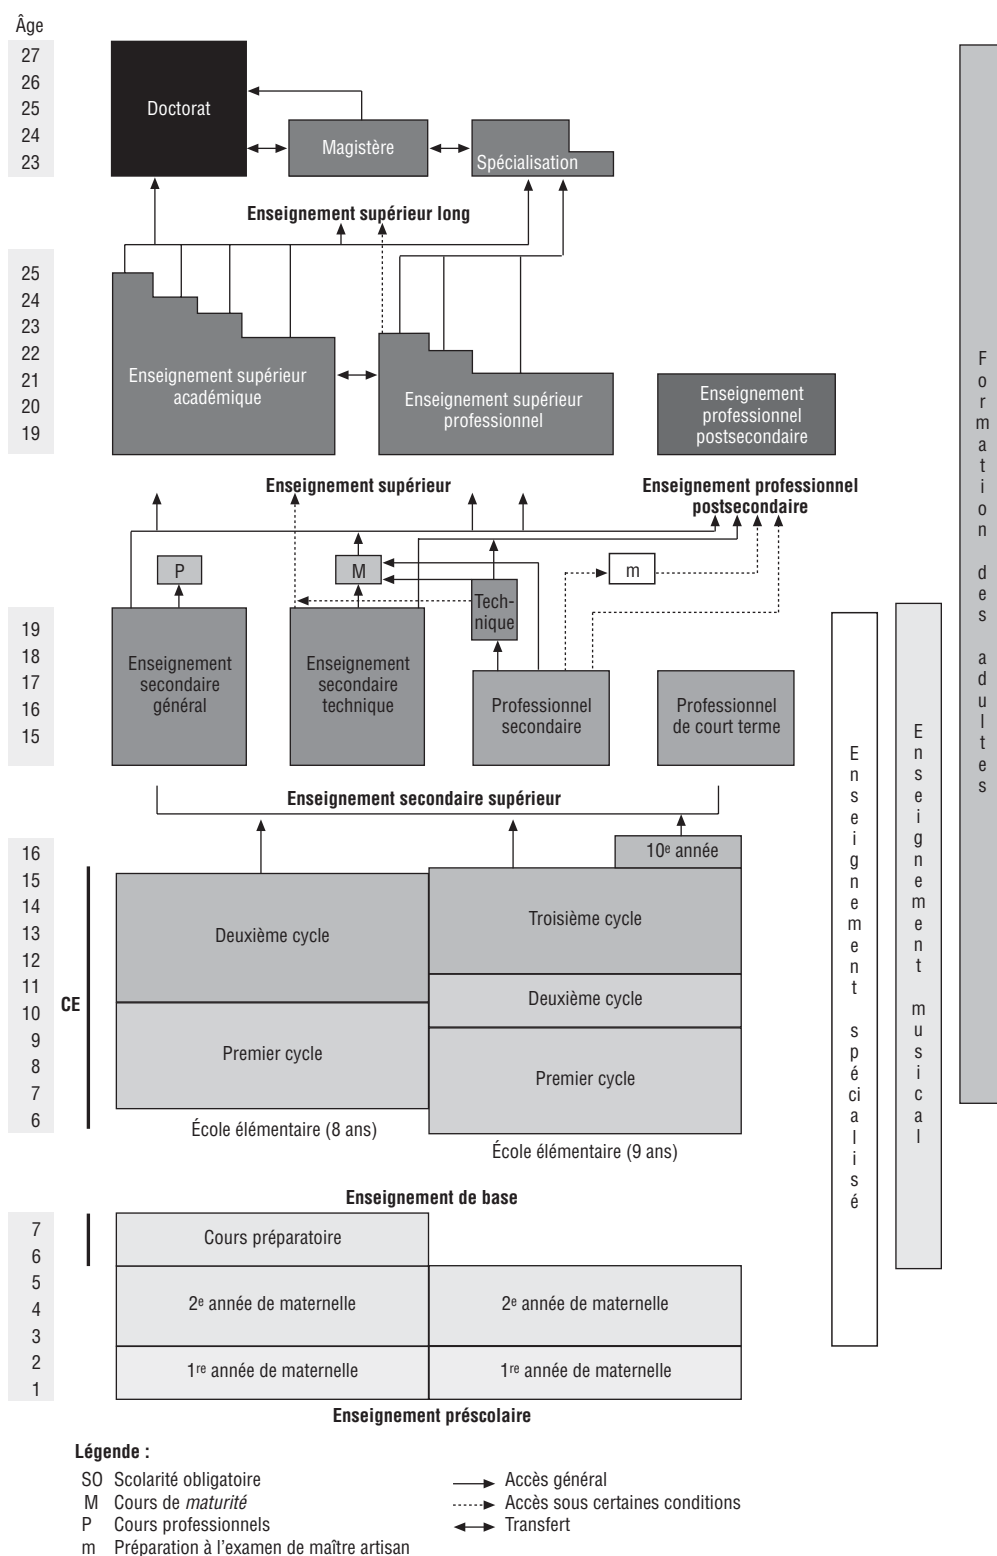 Âge
27
26
25
24
23
Doctorat
Magistère
Spécialisation
Enseignement supérieur long
25
24
23
22
21
20
19
Enseignement supérieur
académique
Enseignement supérieur
professionnel
Enseignement
professionnel
postsecondaire
Enseignement supérieur
Enseignement professionnel
postsecondaire
P
M
m
Tech-
nique
19
18
17
16
15
Enseignement
secondaire
général
Enseignement
secondaire
technique
Professionnel
secondaire
Professionnel
de court terme
Enseignement secondaire supérieur
16
15
14
13
12
11
10
9
8
7
6
CE
10e année
Deuxième cycle
Premier cycle
Troisième cycle
Deuxième cycle
Premier cycle
École élémentaire (8 ans)
École élémentaire (9 ans)
Enseignement de base
7
6
5
4
3
2
1
Cours préparatoire
2e année de maternelle
2e année de maternelle
1re année de maternelle
1re année de maternelle
Enseignement préscolaire
Enseignement spécialisé
Enseignement musical
Formation des adultes
Légende :
SO Scolarité obligatoire
M Cours de maturité
P Cours professionnels
m Préparation à l'examen de maître artisan
Accès général
Accès sous certaines conditions
Transfert